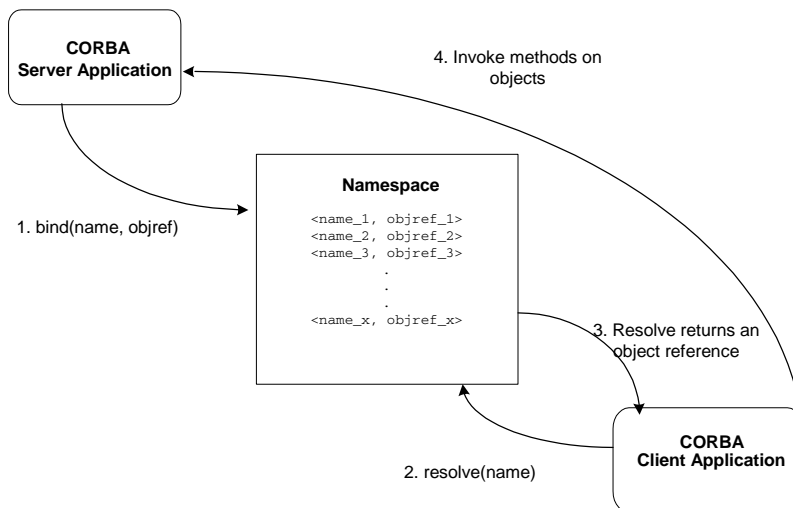 CORBA
Server Application
4. Invoke methods on
objects
Namespace
<name_1, objref_1>
<name_2, objref_2>
<name_3, objref_3>
.
.
.
<name_x, objref_x>
1. bind(name, objref)
3. Resolve returns an
object reference
2. resolve(name)
CORBA
Client Application